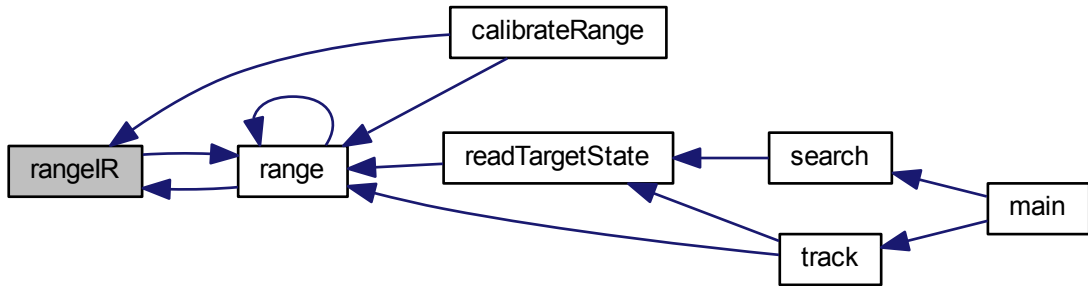 calibrateRange
rangeIR
range
readTargetState
search
main
track